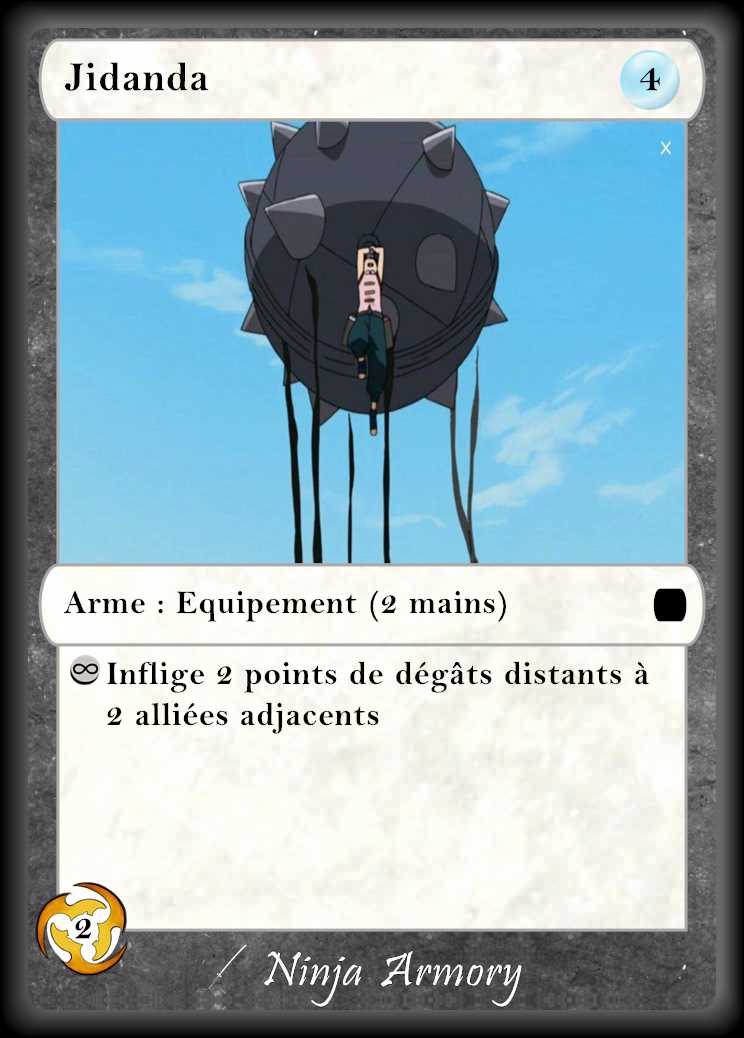 Jidanda
4
X
Arme : Equipement (2 mains)
∞ Inflige 2 points de dégâts distants à
2 alliées adjacents
2
Ninja Armory